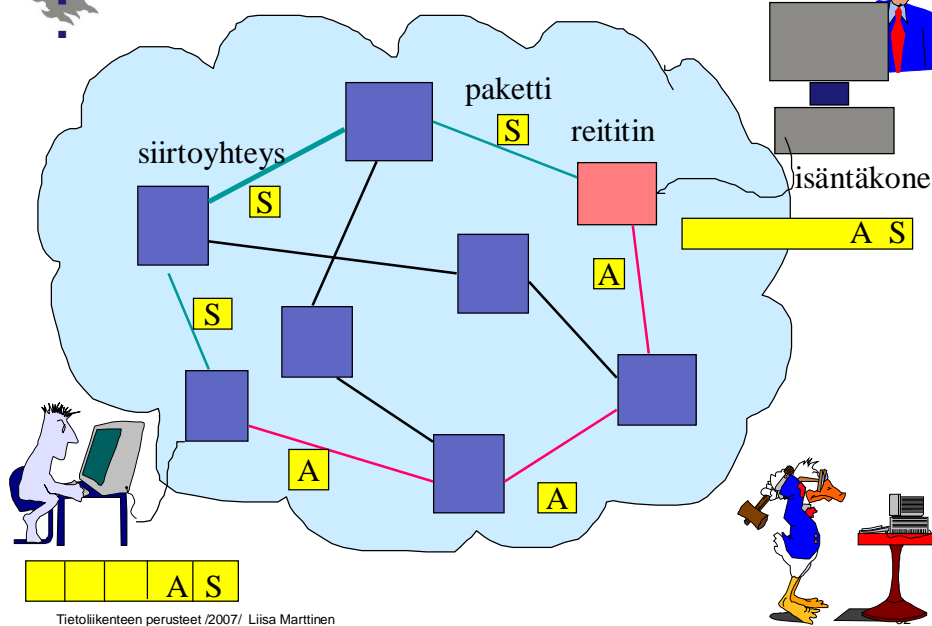 paketti
S
reititin
siirtoyhteys
S
isäntäkone
A S
A
S
A
A
A S
Tietoliikenteen perusteet /2007/ Liisa Marttinen